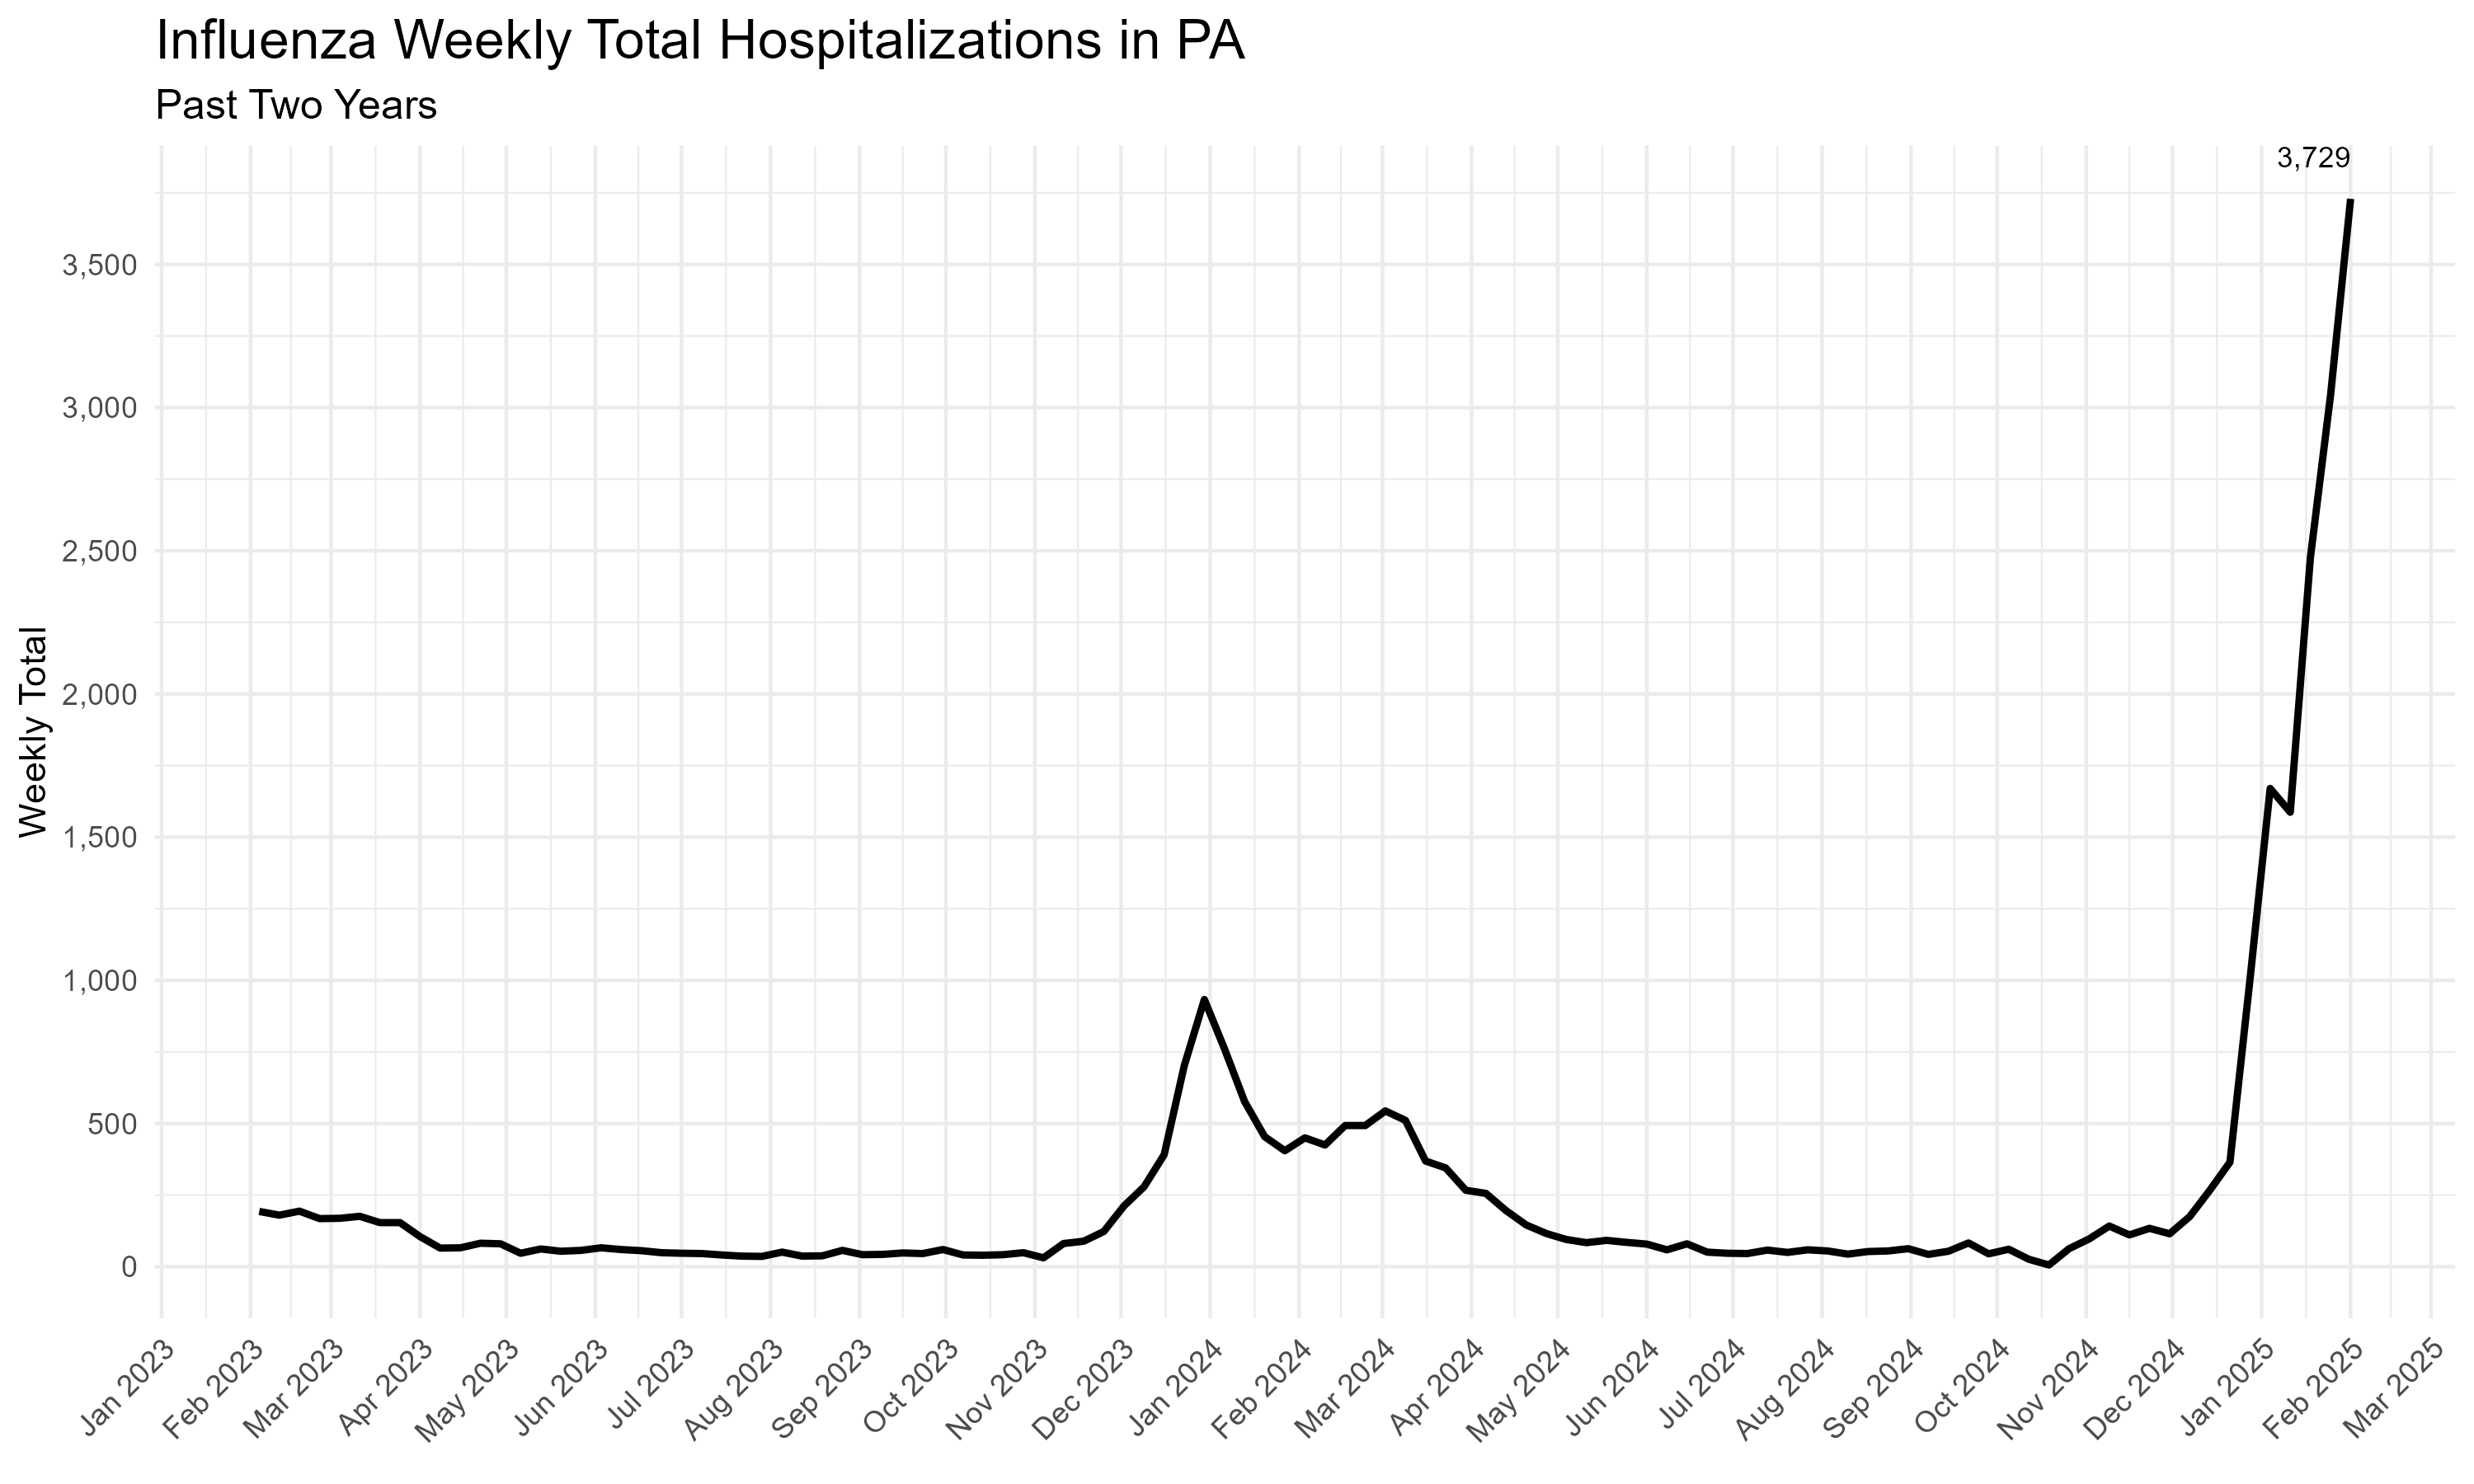 Influenza Weekly Total Hospitalizations in PA
Past Two Years
3,729
Weekly Total
3,500
3,000
2,500
2,000
1,500
1,000
500
0
Jan 2023
Feb 2023
Mar 2023
Apr 2023
May 2023
Jun 2023
Jul 2023
Aug 2023
Sep 2023
Oct 2023
Nov 2023
Dec 2023
Jan 2024
Feb 2024
Mar 2024
Apr 2024
May 2024
Jun 2024
Jul 2024
Aug 2024
Sep 2024
Oct 2024
Nov 2024
Dec 2024
Jan 2025
Feb 2025
Mar 2025